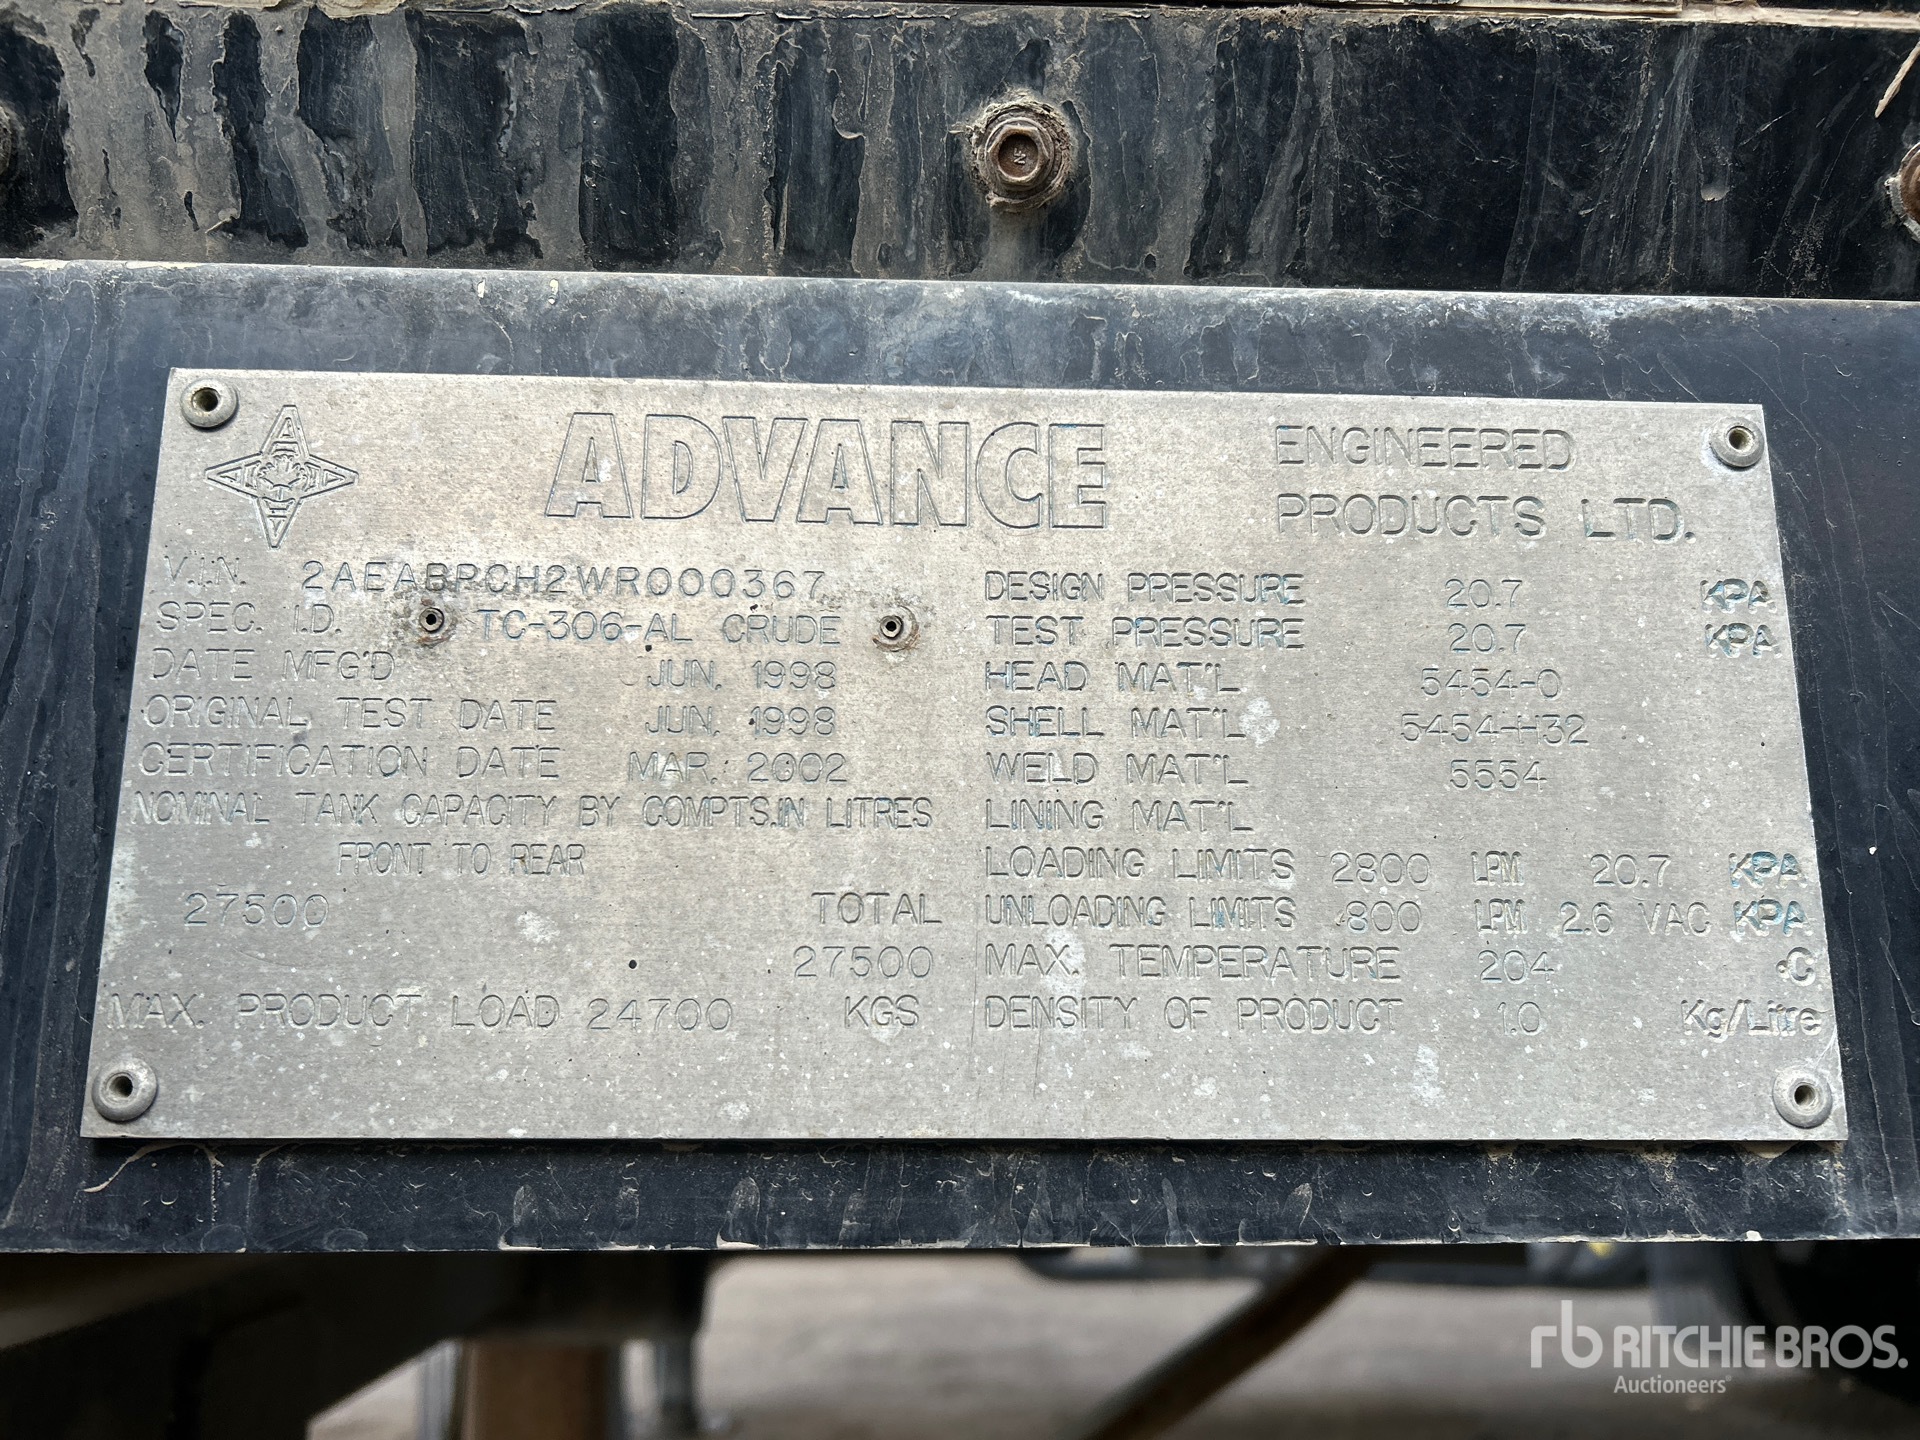 ADVANCE
ENGINEERED
PRODUCTS LTD.
V.I.N. 2AEABPCH2WR000367
SPEC. I.D. TC-306-AL CRUDE
DATE MFG'D JUN. 1998
ORIGINAL TEST DATE JUN. 1998
CERTIFICATION DATE MAR. 2002
NOMINAL TANK CAPACITY BY COMPTS.IN LITRES
FRONT TO REAR
27500 TOTAL
27500
MAX. PRODUCT LOAD 24700 KGS
DESIGN PRESSURE 20.7 KPA
TEST PRESSURE 20.7 KPA
HEAD MAT'L 5454-O
SHELL MAT'L 5454-H32
WELD MAT'L 5554
LINING MAT'L
LOADING LIMITS 2800 LPM 20.7 KPA
UNLOADING LIMITS 800 LPM 2.6 VAC KPA
MAX. TEMPERATURE 204 °C
DENSITY OF PRODUCT 1.0 Kg/Litre
rb RITCHIE BROS.
Auctioneers